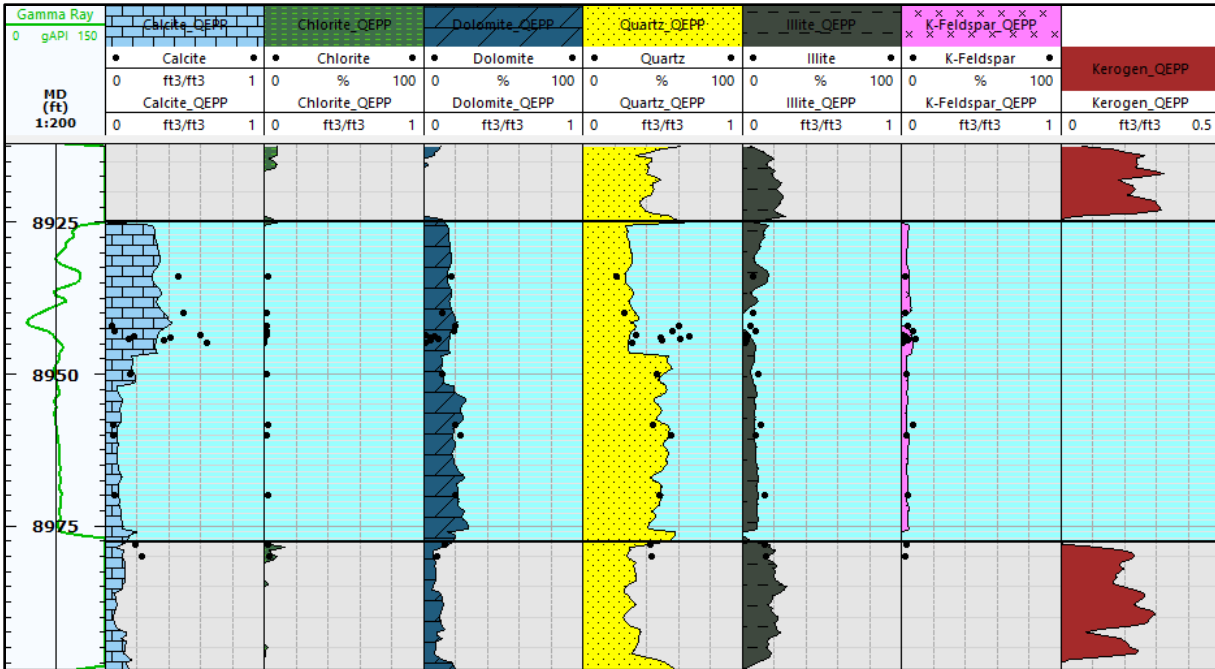 Gamma Ray
0 gAPI 150
MD
(ft)
1:200
Calcite_QEPP
Calcite
0 ft3/ft3 1
Calcite_QEPP
0 ft3/ft3 1
Chlorite_QEPP
Chlorite
0 % 100
Chlorite_QEPP
0 ft3/ft3 1
Dolomite_QEPP
Dolomite
0 % 100
Dolomite_QEPP
0 ft3/ft3 1
Quartz_QEPP
Quartz
0 % 100
Quartz_QEPP
0 ft3/ft3 1
Illite_QEPP
Illite
0 % 100
Illite_QEPP
0 ft3/ft3 1
K-Feldspar_QEPP
K-Feldspar
0 % 100
K-Feldspar_QEPP
0 ft3/ft3 1
Kerogen_QEPP
Kerogen_QEPP
0 ft3/ft3 0.5
8925
8950
8975